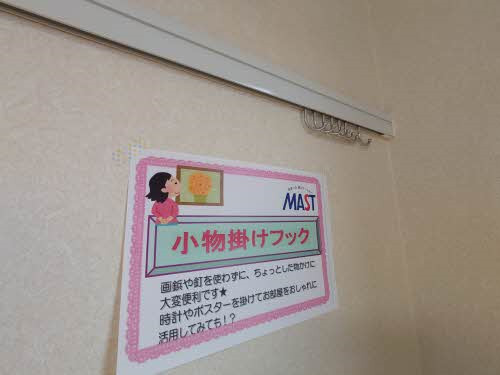 MAST
小物掛けフック
画鋲や釘を使わずに、ちょっとした物かけに
大変便利です★
時計やポスターを掛けてお部屋をおしゃれに
活用してみても!?